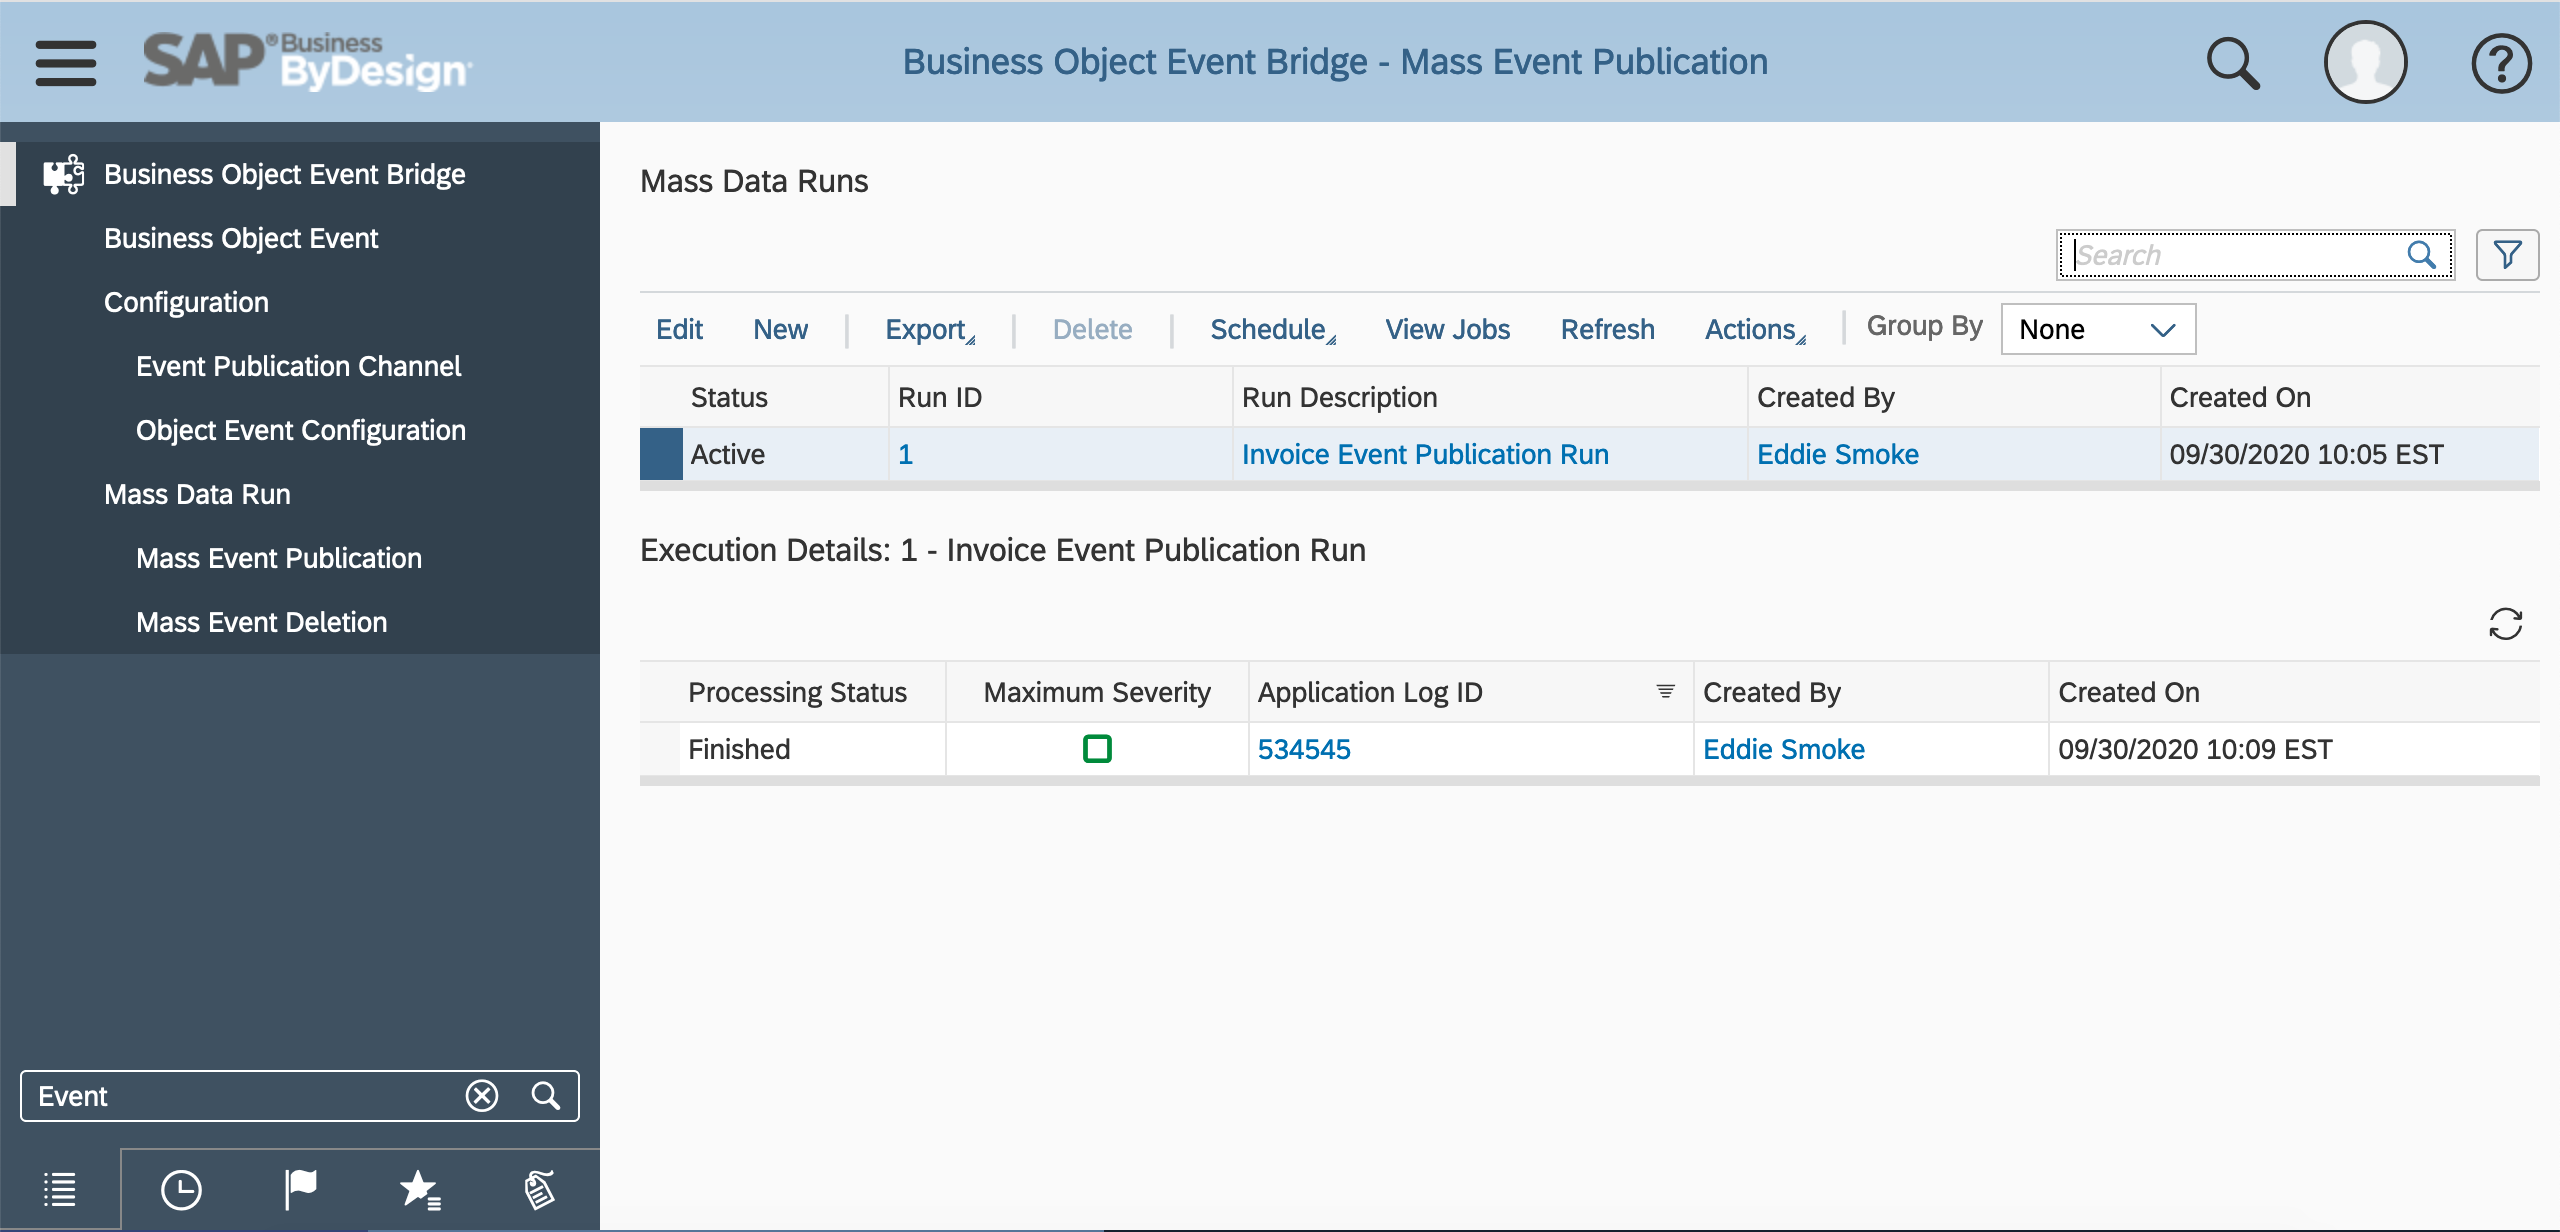 SAP® Business ByDesign
Business Object Event Bridge - Mass Event Publication
Business Object Event Bridge
Business Object Event
Configuration
Event Publication Channel
Object Event Configuration
Mass Data Run
Mass Event Publication
Mass Event Deletion
Event
Mass Data Runs
Search
Edit New Export Delete Schedule View Jobs Refresh Actions Group By None
Status Run ID Run Description Created By Created On
Active 1 Invoice Event Publication Run Eddie Smoke 09/30/2020 10:05 EST
Execution Details: 1 - Invoice Event Publication Run
Processing Status Maximum Severity Application Log ID Created By Created On
Finished 534545 Eddie Smoke 09/30/2020 10:09 EST